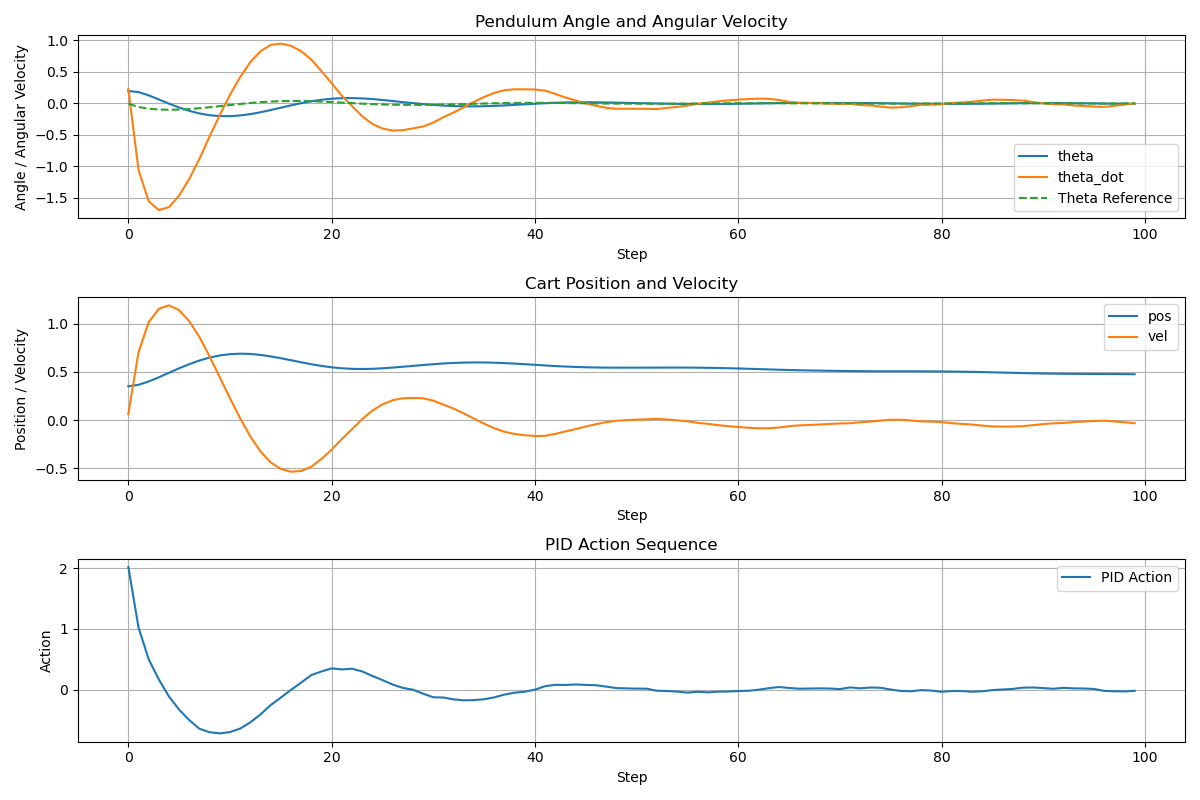 Pendulum Angle and Angular Velocity
Angle / Angular Velocity
1.0
0.5
0.0
−0.5
−1.0
−1.5
theta
theta_dot
Theta Reference
0 20 40 60 80 100
Step
Cart Position and Velocity
Position / Velocity
1.0
0.5
0.0
−0.5
pos
vel
0 20 40 60 80 100
Step
PID Action Sequence
Action
2
1
0
PID Action
0 20 40 60 80 100
Step